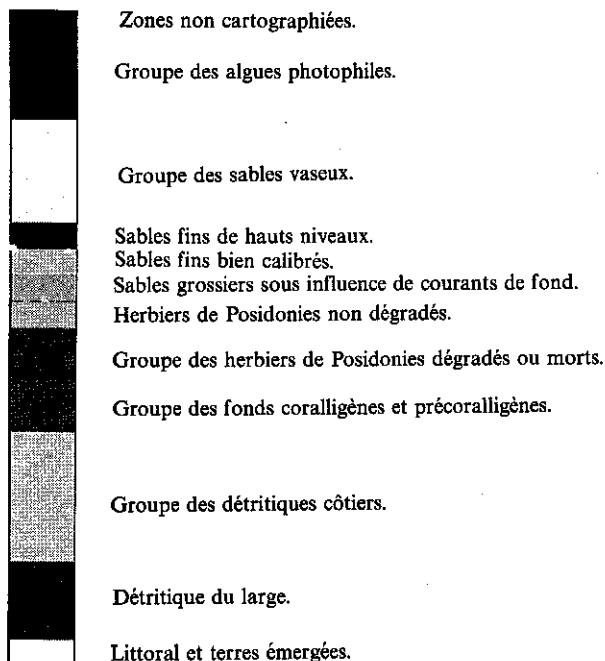 Zones non cartographiées.
Groupe des algues photophiles.
Groupe des sables vaseux.
Sables fins de hauts niveaux.
Sables fins bien calibrés.
Sables grossiers sous influence de courants de fond.
Herbiers de Posidonies non dégradés.
Groupe des herbiers de Posidonies dégradés ou morts.
Groupe des fonds coralligènes et précoralligènes.
Groupe des détritiques côtiers.
Détritique du large.
Littoral et terres émergées.